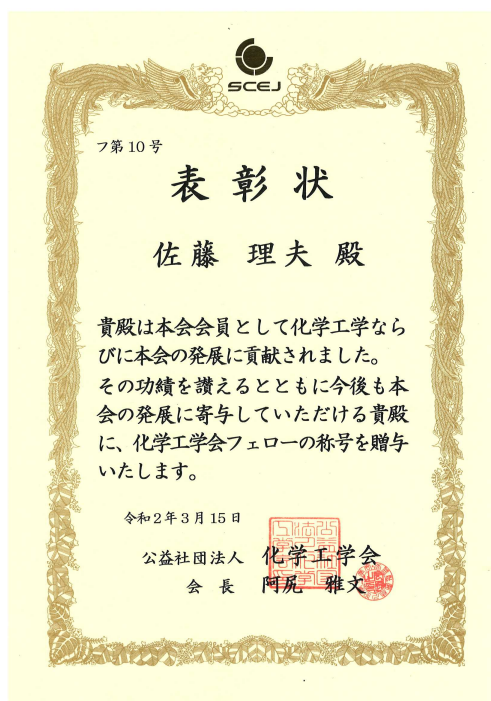 SCEJ
フ第10号
表彰状
佐藤 理夫 殿
貴殿は本会会員として化学工学なら
びに本会の発展に貢献されました。
その功績を讃えるとともに今後も本
会の発展に寄与していただける貴殿
に、化学工学会フェローの称号を贈与
いたします。
令和2年3月15日
公益社団法人 化学工学会
会長 阿尻 雅文